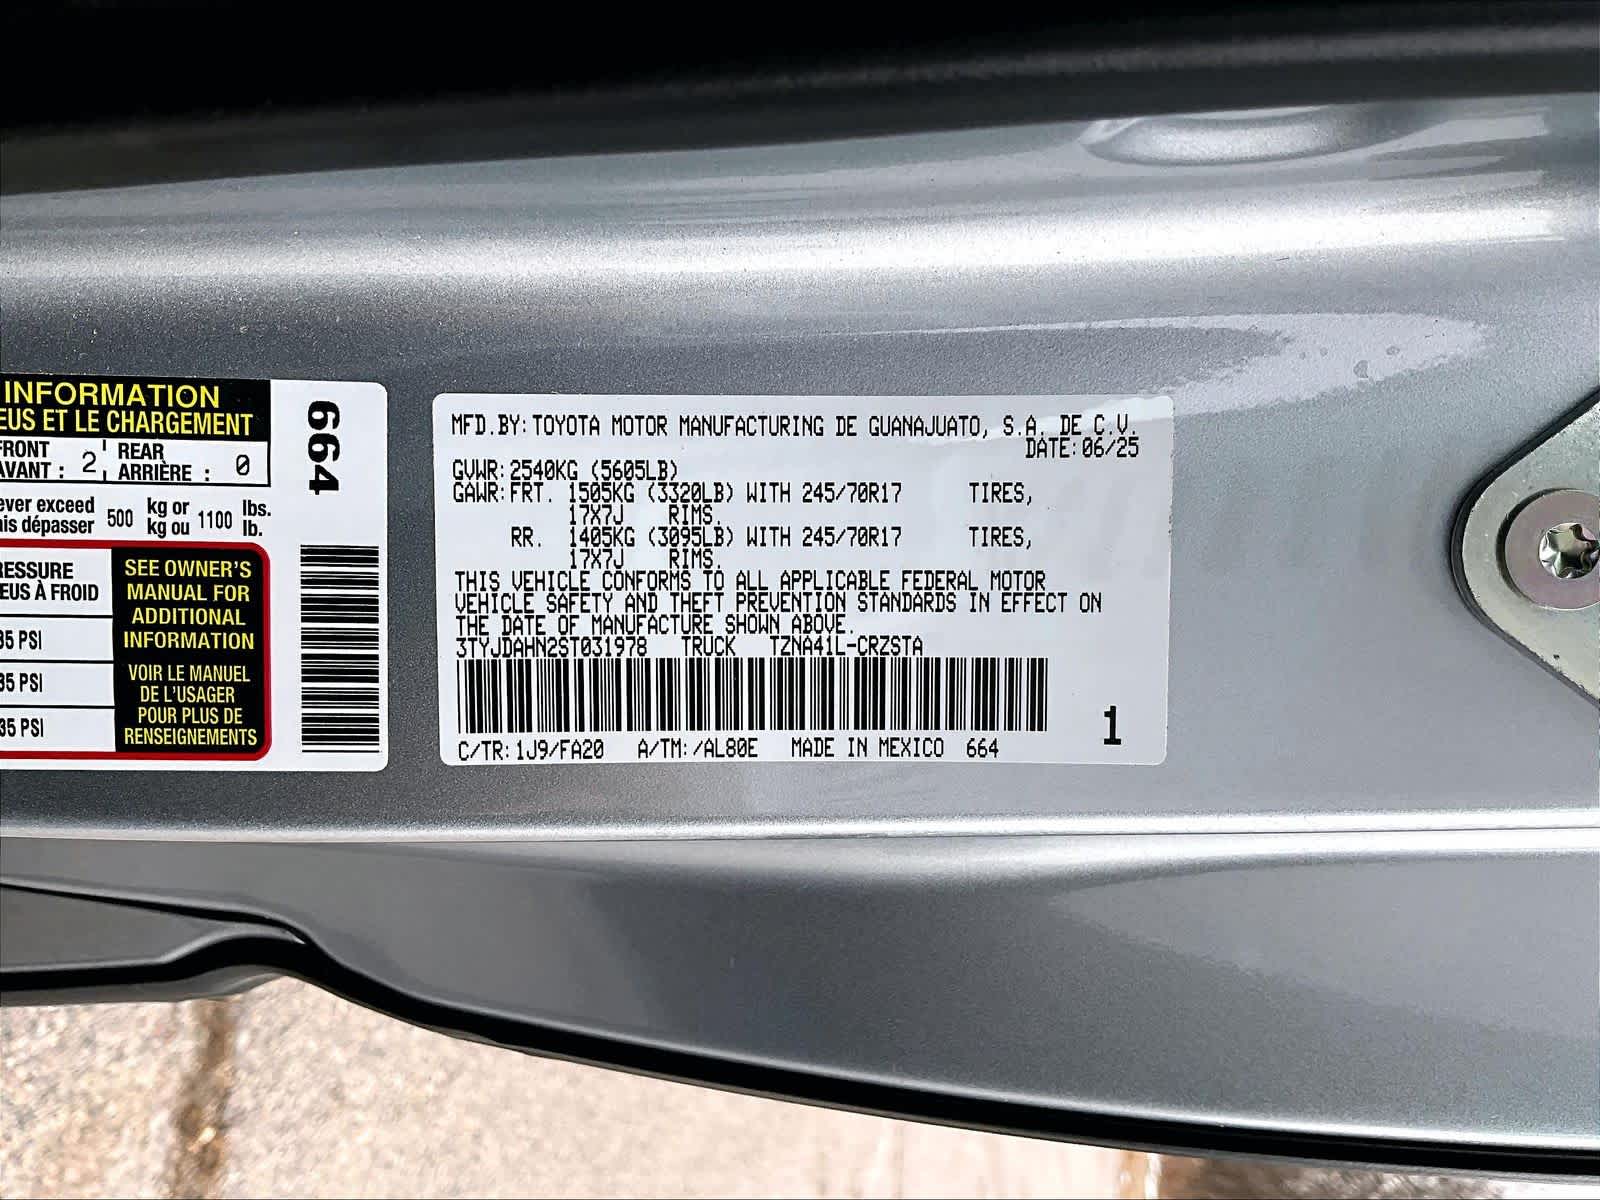 INFORMATION
EUS ET LE CHARGEMENT
FRONT
AVANT : 2
REAR
ARRIÈRE : 0
ever exceed
ais dépasser
500
kg or
kg ou
1100
lbs.
lb.
RESSURE
EUS À FROID
35 PSI
35 PSI
35 PSI
SEE OWNER'S
MANUAL FOR
ADDITIONAL
INFORMATION
VOIR LE MANUEL
DE L'USAGER
POUR PLUS DE
RENSEIGNEMENTS
664
MFD.BY:TOYOTA MOTOR MANUFACTURING DE GUANAJUATO, S.A. DE C.V.
DATE:06/25
GVWR:2540KG (5605LB)
GAWR:FRT. 1505KG (3320LB) WITH 245/70R17 TIRES,
17X7J RIMS.
RR. 1405KG (3095LB) WITH 245/70R17 TIRES,
17X7J RIMS.
THIS VEHICLE CONFORMS TO ALL APPLICABLE FEDERAL MOTOR
VEHICLE SAFETY AND THEFT PREVENTION STANDARDS IN EFFECT ON
THE DATE OF MANUFACTURE SHOWN ABOVE.
3TYJDAHN2ST031978 TRUCK TZNA41L-CRZSTA
C/TR:1J9/FA20 A/TM:/AL80E MADE IN MEXICO 664
1